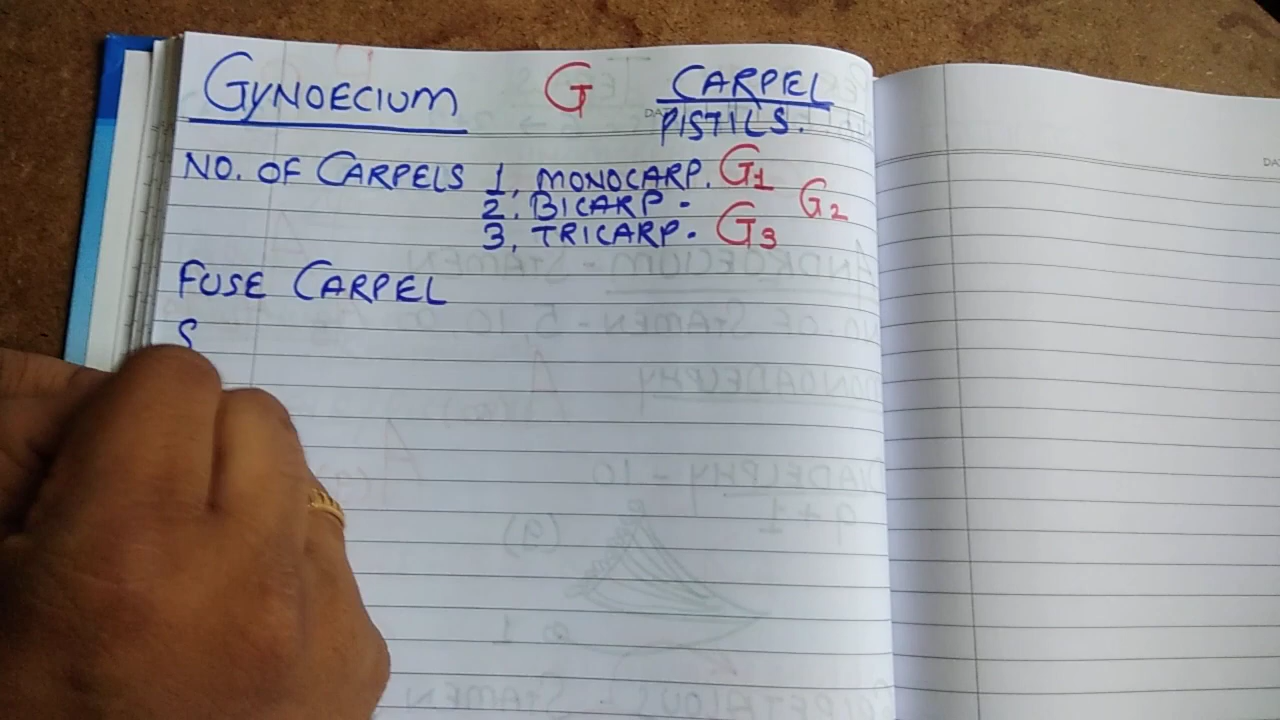 GYNOECIUM G CARPEL
PISTILS.
NO. OF CARPELS 1, MONOCARP. G1
2. BICARP - G2
3, TRICARP. G3
FUSE CARPEL
S